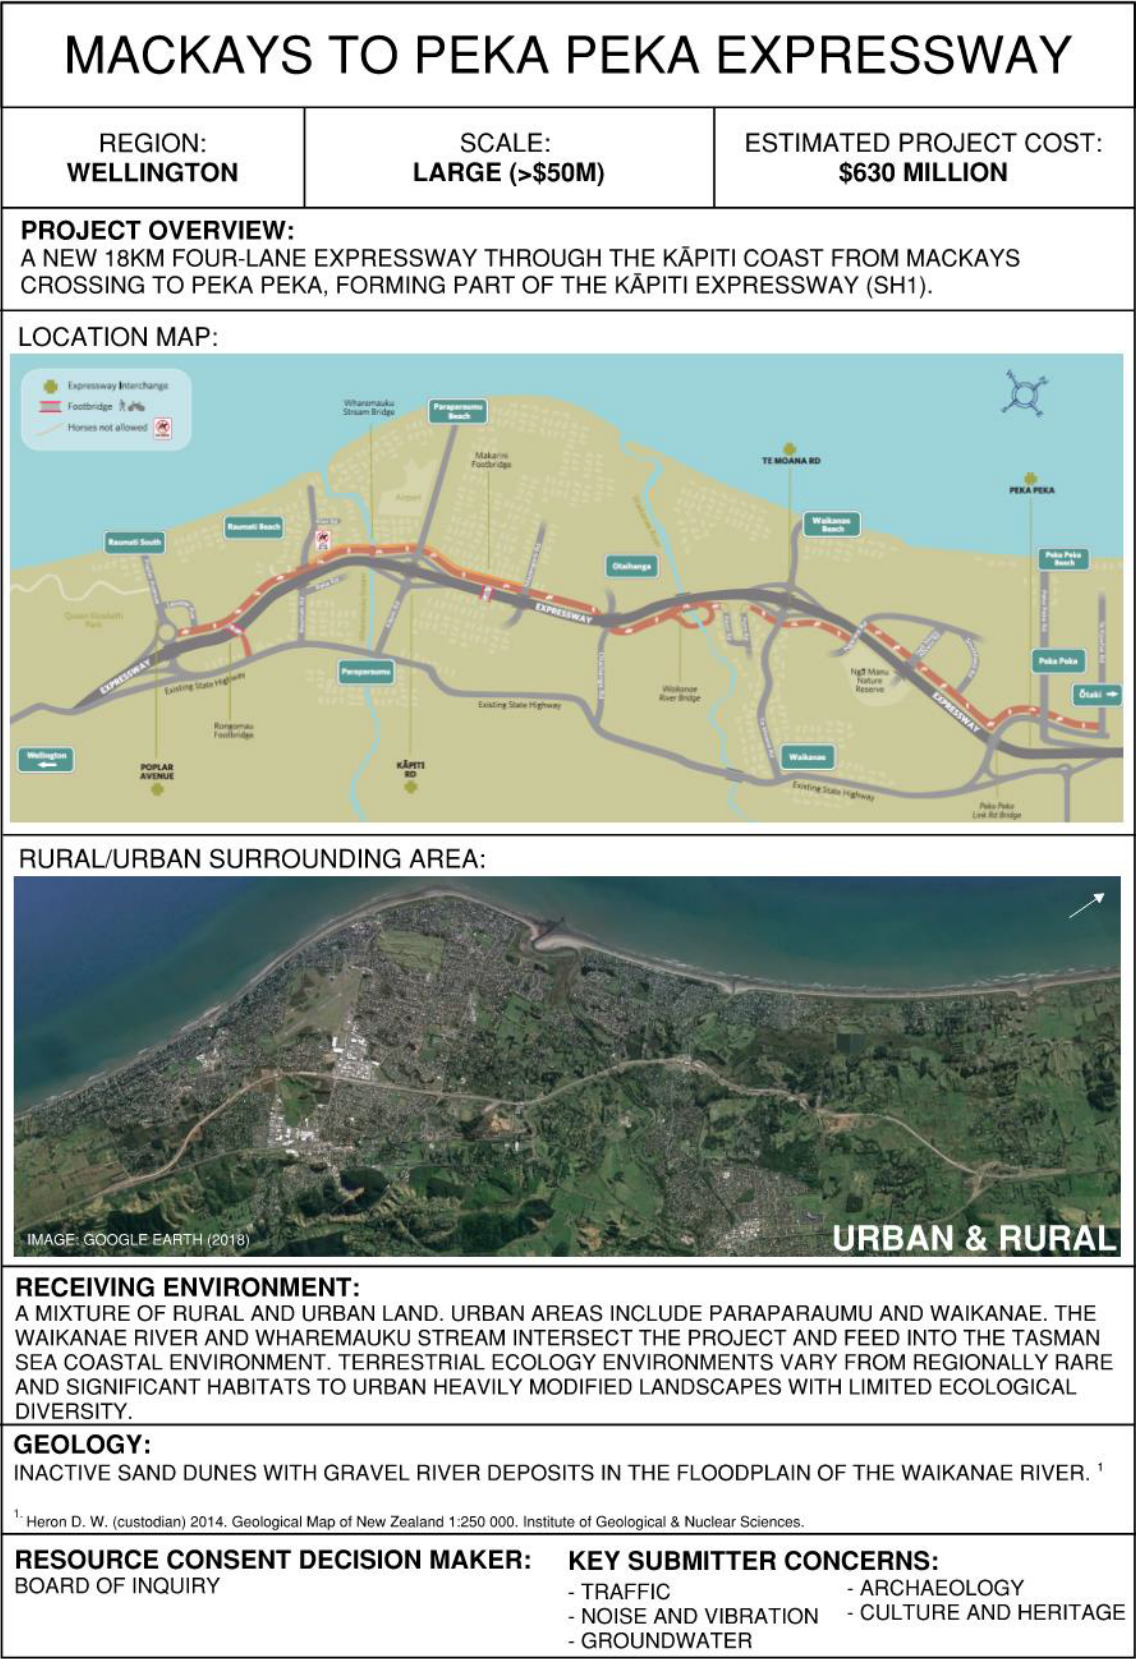 MACKAYS TO PEKA PEKA EXPRESSWAY
REGION:
WELLINGTON
SCALE:
LARGE (>$50M)
ESTIMATED PROJECT COST:
$630 MILLION
PROJECT OVERVIEW:
A NEW 18KM FOUR-LANE EXPRESSWAY THROUGH THE KĀPITI COAST FROM MACKAYS
CROSSING TO PEKA PEKA, FORMING PART OF THE KĀPITI EXPRESSWAY (SH1).
LOCATION MAP:
Expressway Interchange
Footbridge
Horses not allowed
Wharemauku
Stream Bridge
Paraparaumu
Beach
Makarini
Footbridge
TE MOANA RD
PEKA PEKA
Airport
Raumati Beach
Raumati South
Waikanae
Beach
Peka Peka
Beach
Otaihanga
Queen Elizabeth
Park
EXPRESSWAY
EXPRESSWAY
EXPRESSWAY
Existing State Highway
Paraparaumu
Existing State Highway
Waikanae
River Bridge
Ngā Manu
Nature
Reserve
Peka Peka
Ōtaki
Rongomau
Footbridge
Wellington
POPLAR
AVENUE
KĀPITI
RD
Waikanae
Existing State Highway
Peka Peka
Link Rd Bridge
RURAL/URBAN SURROUNDING AREA:
IMAGE: GOOGLE EARTH (2018)
URBAN & RURAL
RECEIVING ENVIRONMENT:
A MIXTURE OF RURAL AND URBAN LAND. URBAN AREAS INCLUDE PARAPARAUMU AND WAIKANAE. THE
WAIKANAE RIVER AND WHAREMAUKU STREAM INTERSECT THE PROJECT AND FEED INTO THE TASMAN
SEA COASTAL ENVIRONMENT. TERRESTRIAL ECOLOGY ENVIRONMENTS VARY FROM REGIONALLY RARE
AND SIGNIFICANT HABITATS TO URBAN HEAVILY MODIFIED LANDSCAPES WITH LIMITED ECOLOGICAL
DIVERSITY.
GEOLOGY:
INACTIVE SAND DUNES WITH GRAVEL RIVER DEPOSITS IN THE FLOODPLAIN OF THE WAIKANAE RIVER. 1
1. Heron D. W. (custodian) 2014. Geological Map of New Zealand 1:250 000. Institute of Geological & Nuclear Sciences.
RESOURCE CONSENT DECISION MAKER:
BOARD OF INQUIRY
KEY SUBMITTER CONCERNS:
- TRAFFIC
- NOISE AND VIBRATION
- GROUNDWATER
- ARCHAEOLOGY
- CULTURE AND HERITAGE